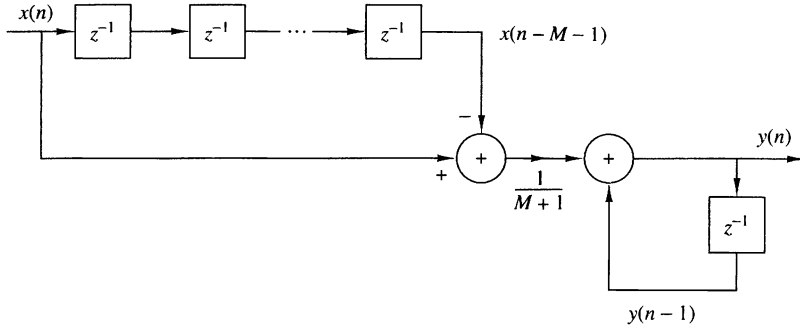 x(n)
z⁻¹
z⁻¹
...
z⁻¹
x(n − M − 1)
−
+
+
1
M + 1
+
y(n)
z⁻¹
y(n − 1)